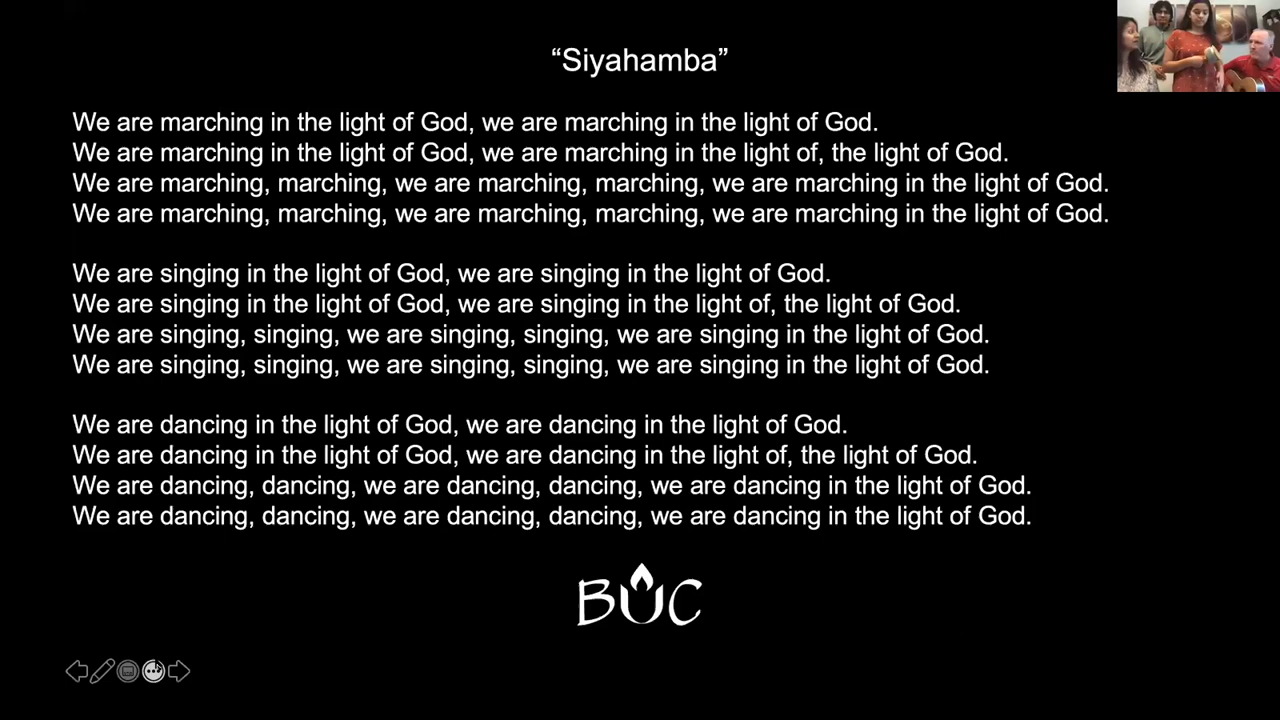 “Siyahamba”
We are marching in the light of God, we are marching in the light of God.
We are marching in the light of God, we are marching in the light of, the light of God.
We are marching, marching, we are marching, marching, we are marching in the light of God.
We are marching, marching, we are marching, marching, we are marching in the light of God.
We are singing in the light of God, we are singing in the light of God.
We are singing in the light of God, we are singing in the light of, the light of God.
We are singing, singing, we are singing, singing, we are singing in the light of God.
We are singing, singing, we are singing, singing, we are singing in the light of God.
We are dancing in the light of God, we are dancing in the light of God.
We are dancing in the light of God, we are dancing in the light of, the light of God.
We are dancing, dancing, we are dancing, dancing, we are dancing in the light of God.
We are dancing, dancing, we are dancing, dancing, we are dancing in the light of God.
BUC